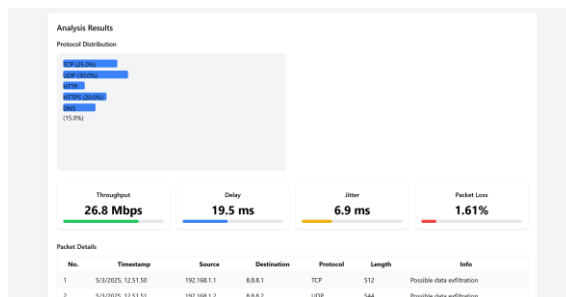 Analysis Results
Protocol Distribution
TCP (25.0%)
UDP (30.0%)
HTTP
HTTPS (20.0%)
DNS
(15.0%)
Throughput Delay Jitter Packet Loss
26.8 Mbps 19.5 ms 6.9 ms 1.61%
Packet Details
No. Timestamp Source Destination Protocol Length Info
1 5/3/2025, 12.51.50 192.168.1.1 8.8.8.1 TCP 512 Possible data exfiltration
2 5/3/2025, 12.51.51 192.168.1.2 8.8.8.2 UDP 544 Possible data exfiltration